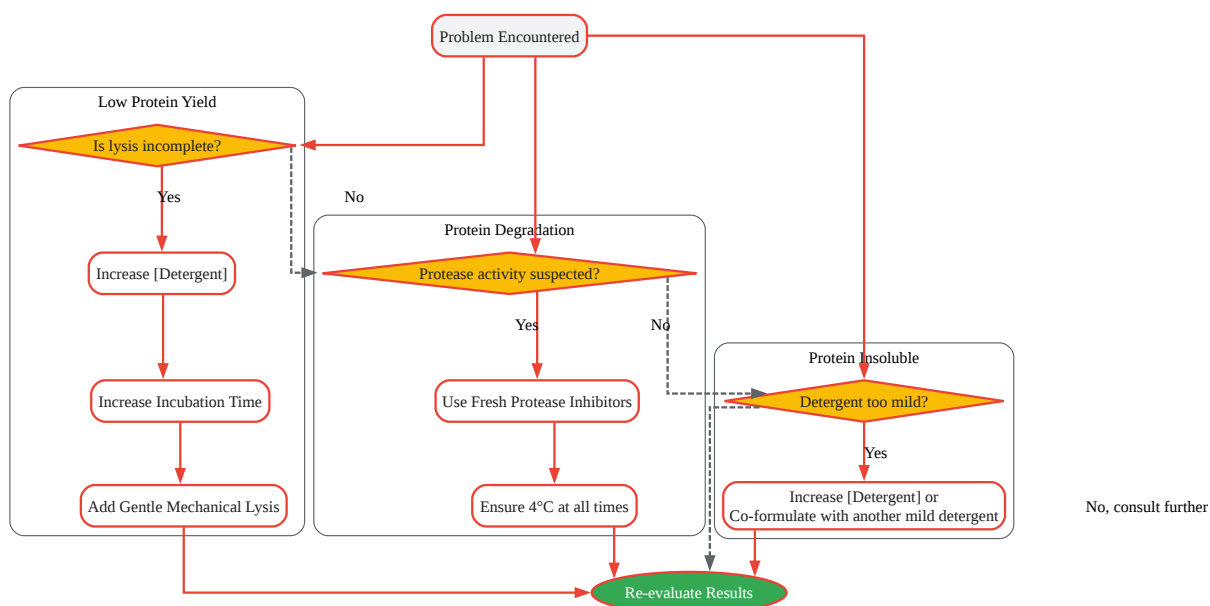 Problem Encountered
Low Protein Yield
Is lysis incomplete?
Yes
No
Increase [Detergent]
Increase Incubation Time
Add Gentle Mechanical Lysis
Protein Degradation
Protease activity suspected?
Yes
No
Use Fresh Protease Inhibitors
Ensure 4°C at all times
Protein Insoluble
Detergent too mild?
Yes
Increase [Detergent] or
Co-formulate with another mild detergent
No, consult further
Re-evaluate Results